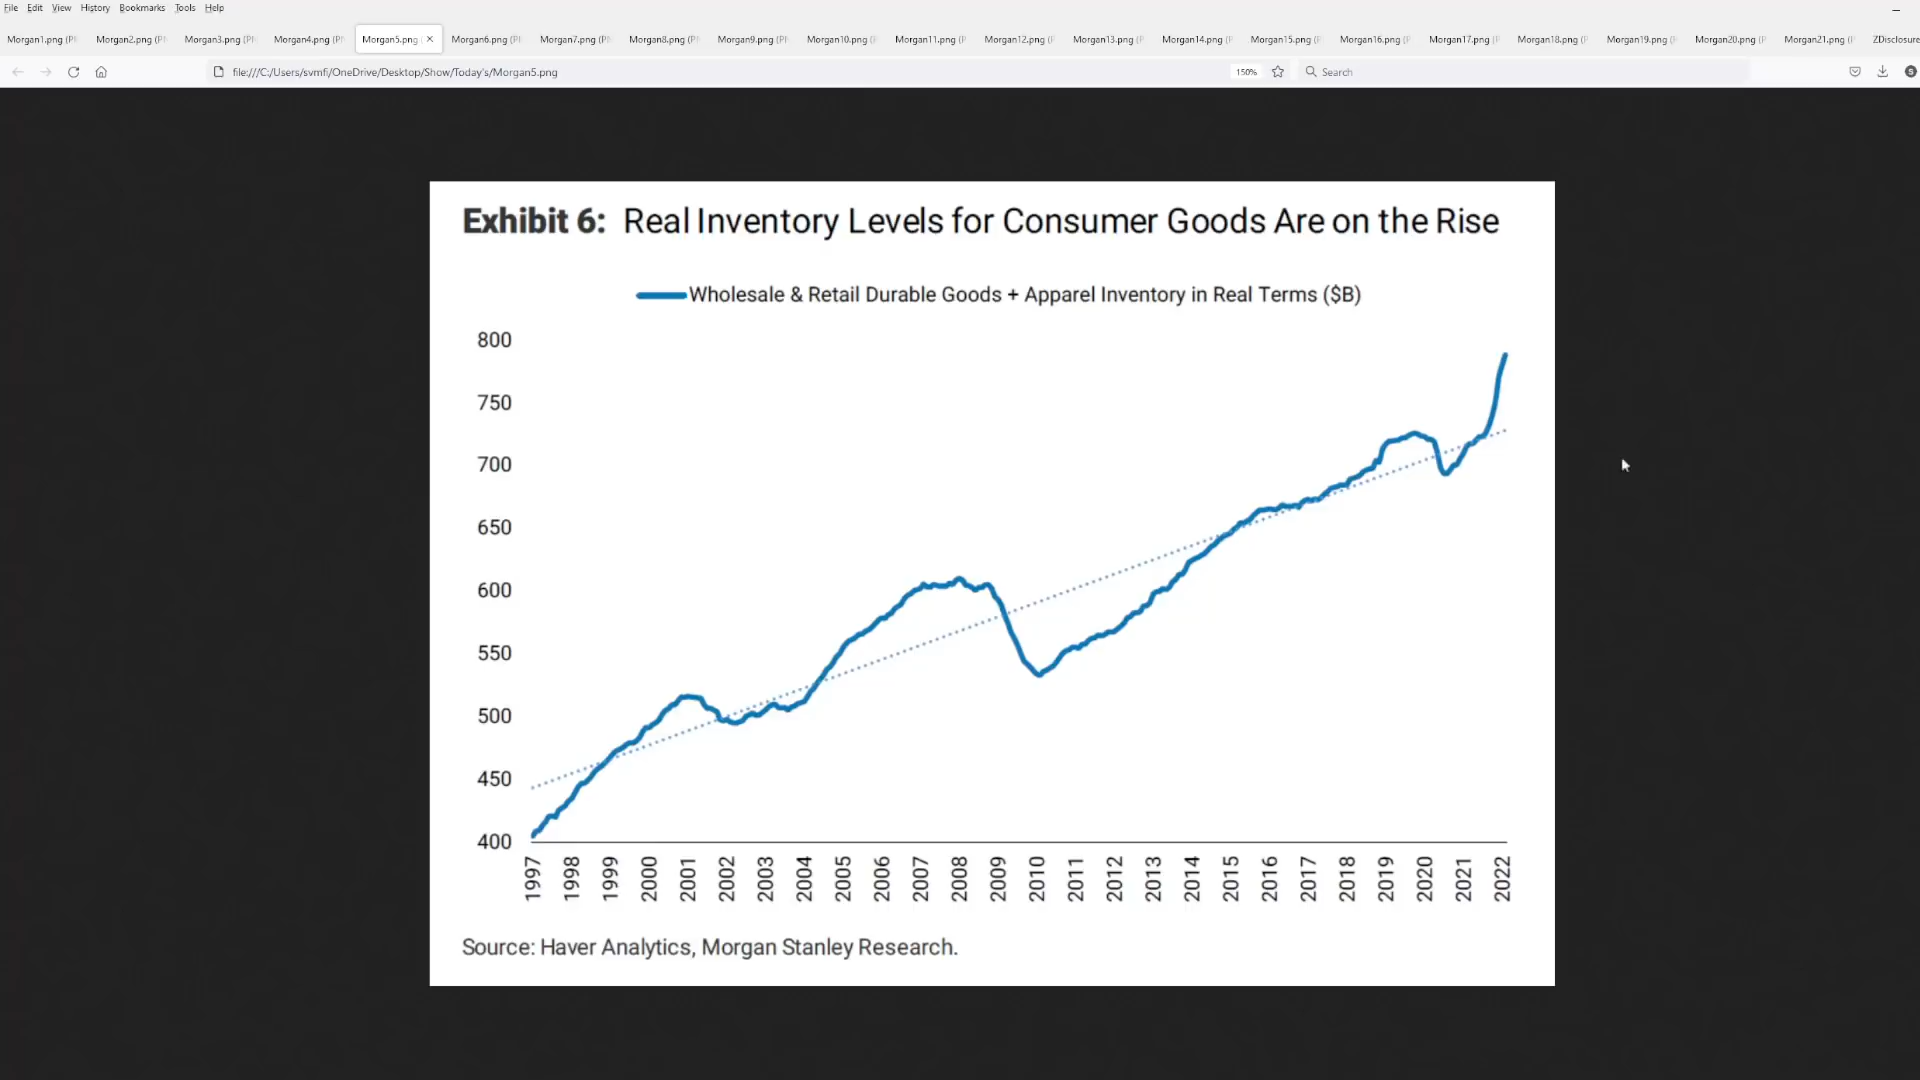 File Edit View History Bookmarks Tools Help
Morgan1.png Morgan2.png Morgan3.png Morgan4.png Morgan5.png Morgan6.png Morgan7.png Morgan8.png Morgan9.png Morgan10.png Morgan11.png Morgan12.png Morgan13.png Morgan14.png Morgan15.png Morgan16.png Morgan17.png Morgan18.png Morgan19.png Morgan20.png Morgan21.png ZDisclosure
file:///C:/Users/svmfi/OneDrive/Desktop/Show/Today's/Morgan5.png 150% Search S
Exhibit 6: Real Inventory Levels for Consumer Goods Are on the Rise
Wholesale & Retail Durable Goods + Apparel Inventory in Real Terms ($B)
800
750
700
650
600
550
500
450
400
1997 1998 1999 2000 2001 2002 2003 2004 2005 2006 2007 2008 2009 2010 2011 2012 2013 2014 2015 2016 2017 2018 2019 2020 2021 2022
Source: Haver Analytics, Morgan Stanley Research.